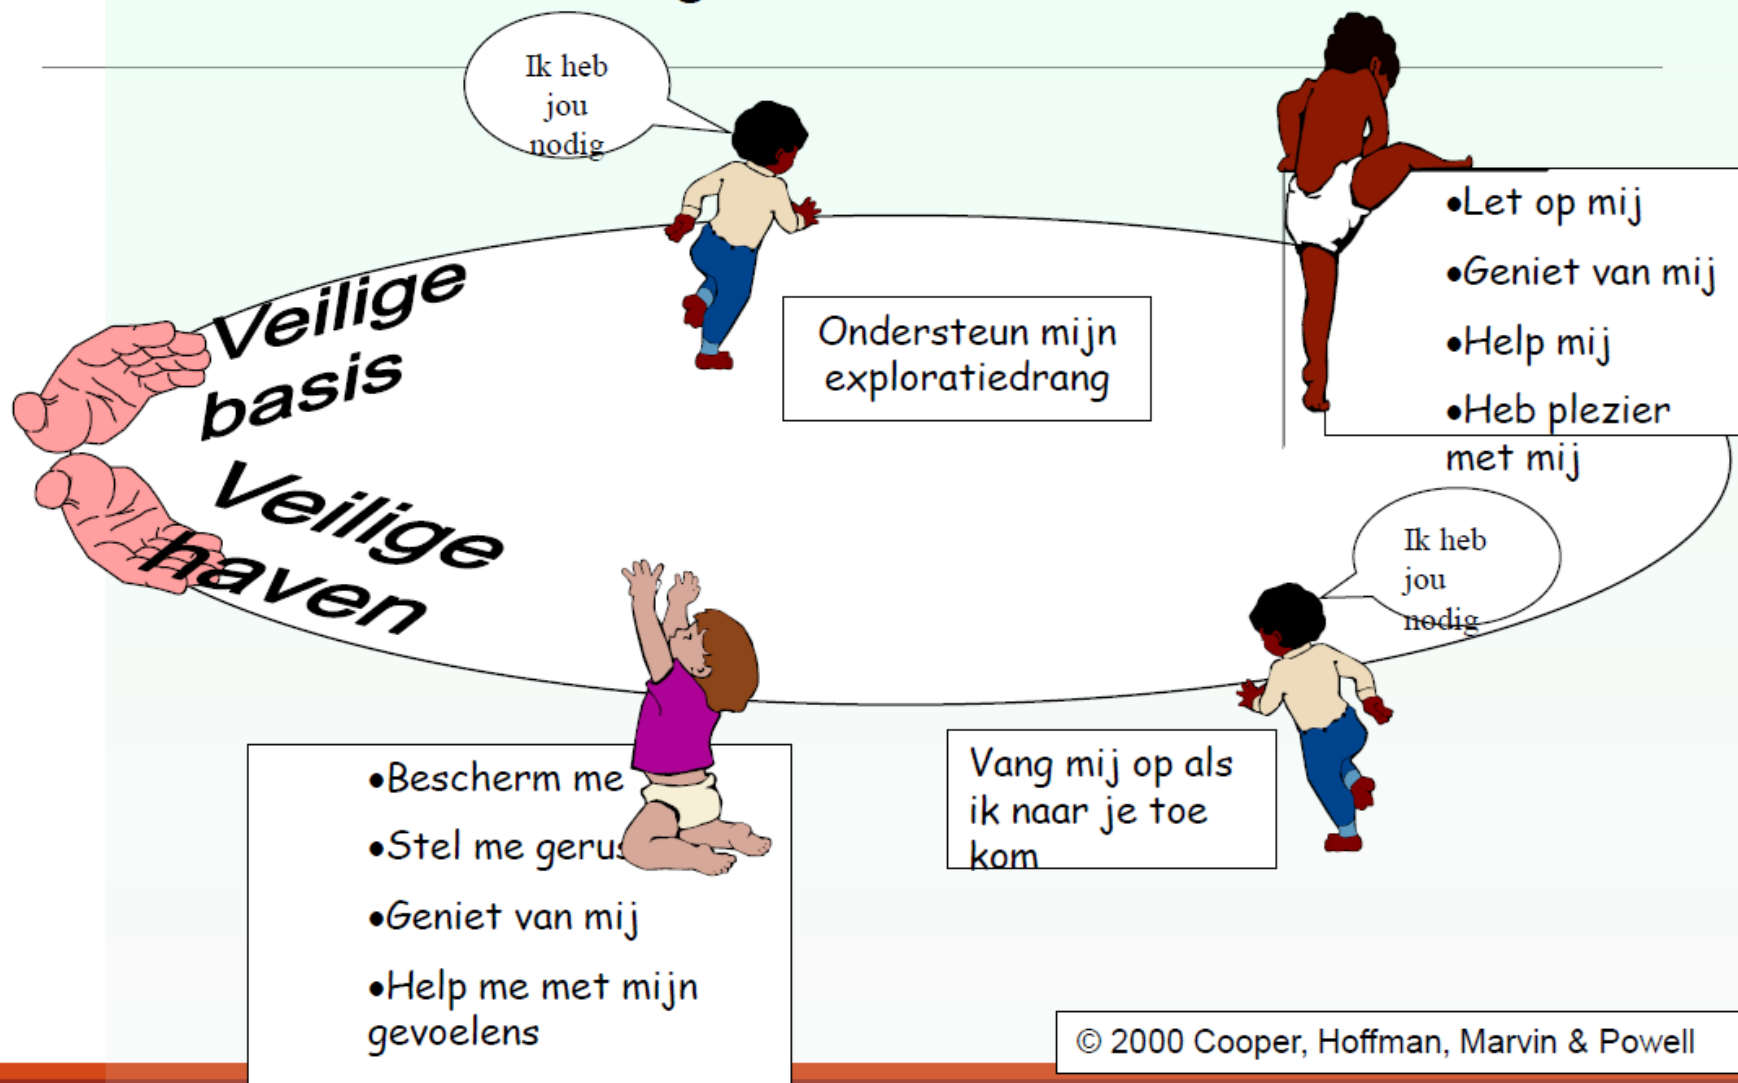 Ik heb
jou
nodig
Veilige
basis
Veilige
haven
Ondersteun mijn
exploratiedrang
•Let op mij
•Geniet van mij
•Help mij
•Heb plezier
met mij
Ik heb
jou
nodig
Vang mij op als
ik naar je toe
kom
•Bescherm me
•Stel me
•Geniet van mij
•Help me met mijn
gevoelens
© 2000 Cooper, Hoffman, Marvin & Powell